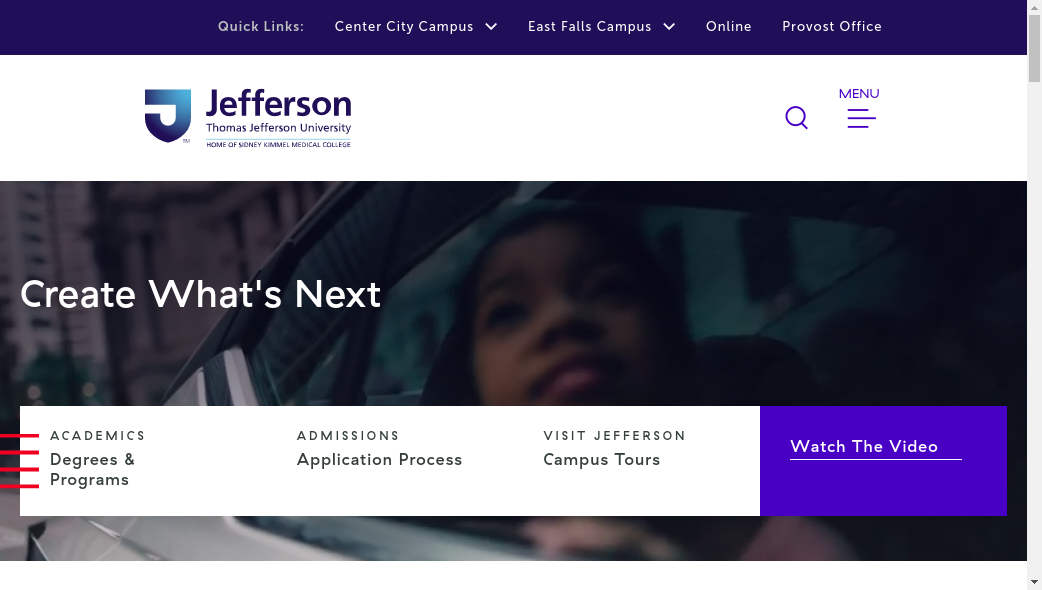 Quick Links: Center City Campus East Falls Campus Online Provost Office
Jefferson
Thomas Jefferson University
HOME OF SIDNEY KIMMEL MEDICAL COLLEGE
TM
MENU
Create What's Next
ACADEMICS
Degrees &
Programs
ADMISSIONS
Application Process
VISIT JEFFERSON
Campus Tours
Watch The Video